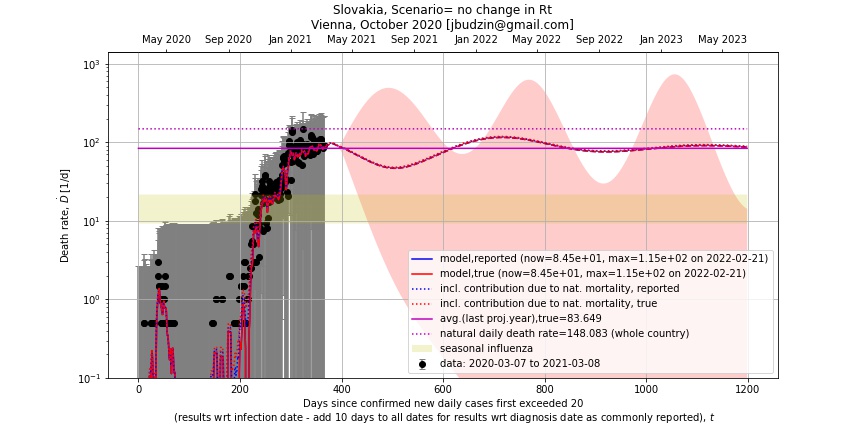 Slovakia, Scenario= no change in Rt
Vienna, October 2020 [jbudzin@gmail.com]
May 2020 Sep 2020 Jan 2021 May 2021 Sep 2021 Jan 2022 May 2022 Sep 2022 Jan 2023 May 2023
10³
10²
10¹
10⁰
10⁻¹
Death rate, Ḋ [1/d]
model,reported (now=8.45e+01, max=1.15e+02 on 2022-02-21)
model,true (now=8.45e+01, max=1.15e+02 on 2022-02-21)
incl. contribution due to nat. mortality, reported
incl. contribution due to nat. mortality, true
avg.(last proj.year),true=83.649
natural daily death rate=148.083 (whole country)
seasonal influenza
data: 2020-03-07 to 2021-03-08
0 200 400 600 800 1000 1200
Days since confirmed new daily cases first exceeded 20
(results wrt infection date - add 10 days to all dates for results wrt diagnosis date as commonly reported), t